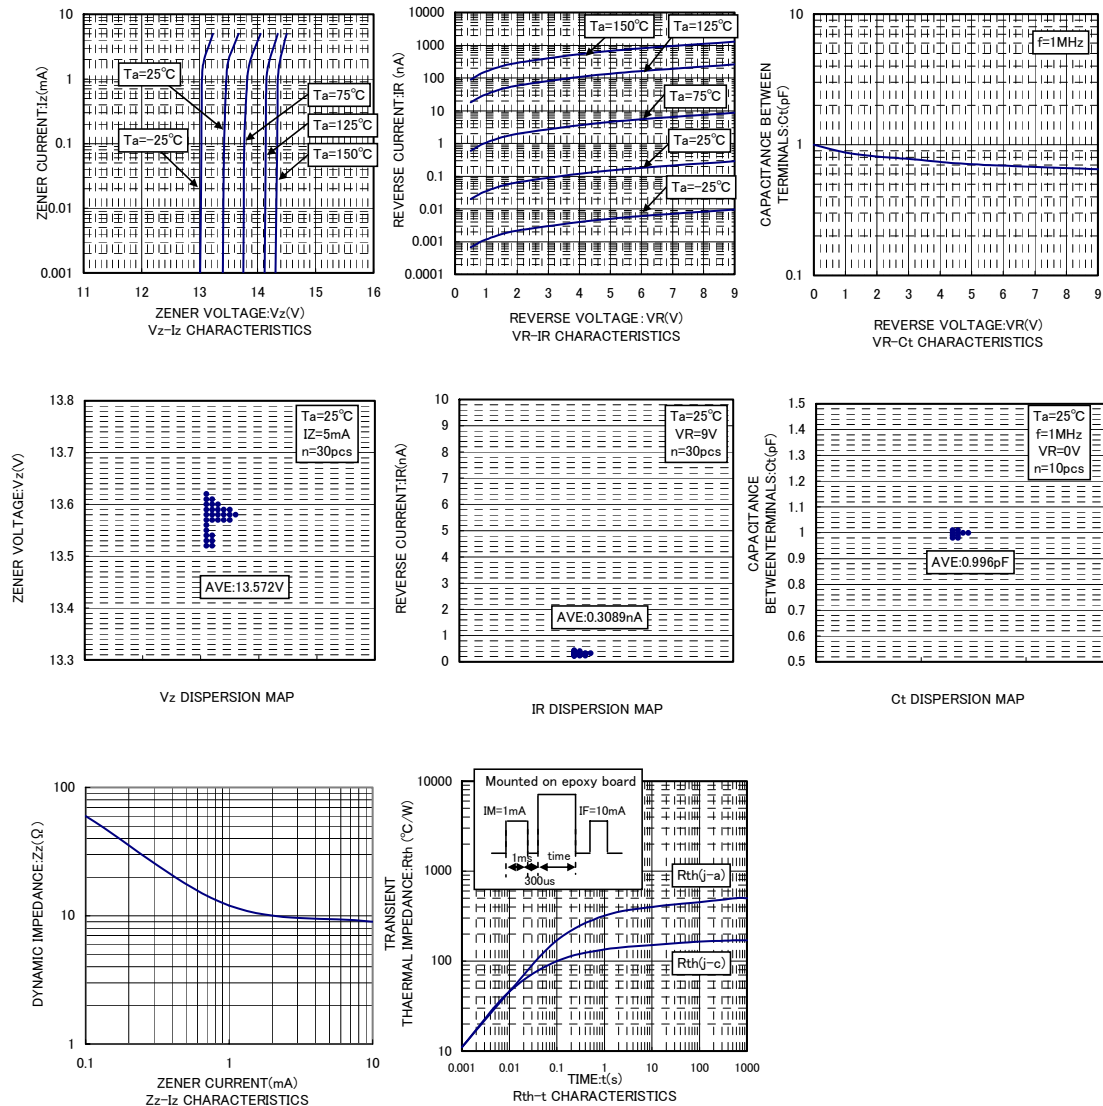 10
1
0.1
0.01
0.001
ZENER CURRENT:Iz(mA)
Ta=25℃
Ta=−25℃
Ta=75℃
Ta=125℃
Ta=150℃
11 12 13 14 15 16
ZENER VOLTAGE:Vz(V)
Vz-Iz CHARACTERISTICS
10000
1000
100
10
1
0.1
0.01
0.001
0.0001
REVERSE CURRENT:IR (nA)
Ta=150℃
Ta=125℃
Ta=75℃
Ta=25℃
Ta=−25℃
0 1 2 3 4 5 6 7 8 9
REVERSE VOLTAGE:VR(V)
VR-IR CHARACTERISTICS
10
1
0.1
CAPACITANCE BETWEEN
TERMINALS:Ct(pF)
f=1MHz
0 1 2 3 4 5 6 7 8 9
REVERSE VOLTAGE:VR(V)
VR-Ct CHARACTERISTICS
13.8
13.7
13.6
13.5
13.4
13.3
ZENER VOLTAGE:Vz(V)
Ta=25℃
IZ=5mA
n=30pcs
AVE:13.572V
Vz DISPERSION MAP
10
9
8
7
6
5
4
3
2
1
0
REVERSE CURRENT:IR(nA)
Ta=25℃
VR=9V
n=30pcs
AVE:0.3089nA
IR DISPERSION MAP
1.5
1.4
1.3
1.2
1.1
1
0.9
0.8
0.7
0.6
0.5
CAPACITANCE
BETWEENTERMINALS:Ct(pF)
Ta=25℃
f=1MHz
VR=0V
n=10pcs
AVE:0.996pF
Ct DISPERSION MAP
100
10
1
DYNAMIC IMPEDANCE:Zz(Ω)
0.1 1 10
ZENER CURRENT(mA)
Zz-Iz CHARACTERISTICS
10000
1000
100
10
TRANSIENT
THAERMAL IMPEDANCE:Rth (℃/W)
Mounted on epoxy board
IM=1mA
IF=10mA
1ms
time
300us
Rth(j-a)
Rth(j-c)
0.001 0.01 0.1 1 10 100 1000
TIME:t(s)
Rth-t CHARACTERISTICS